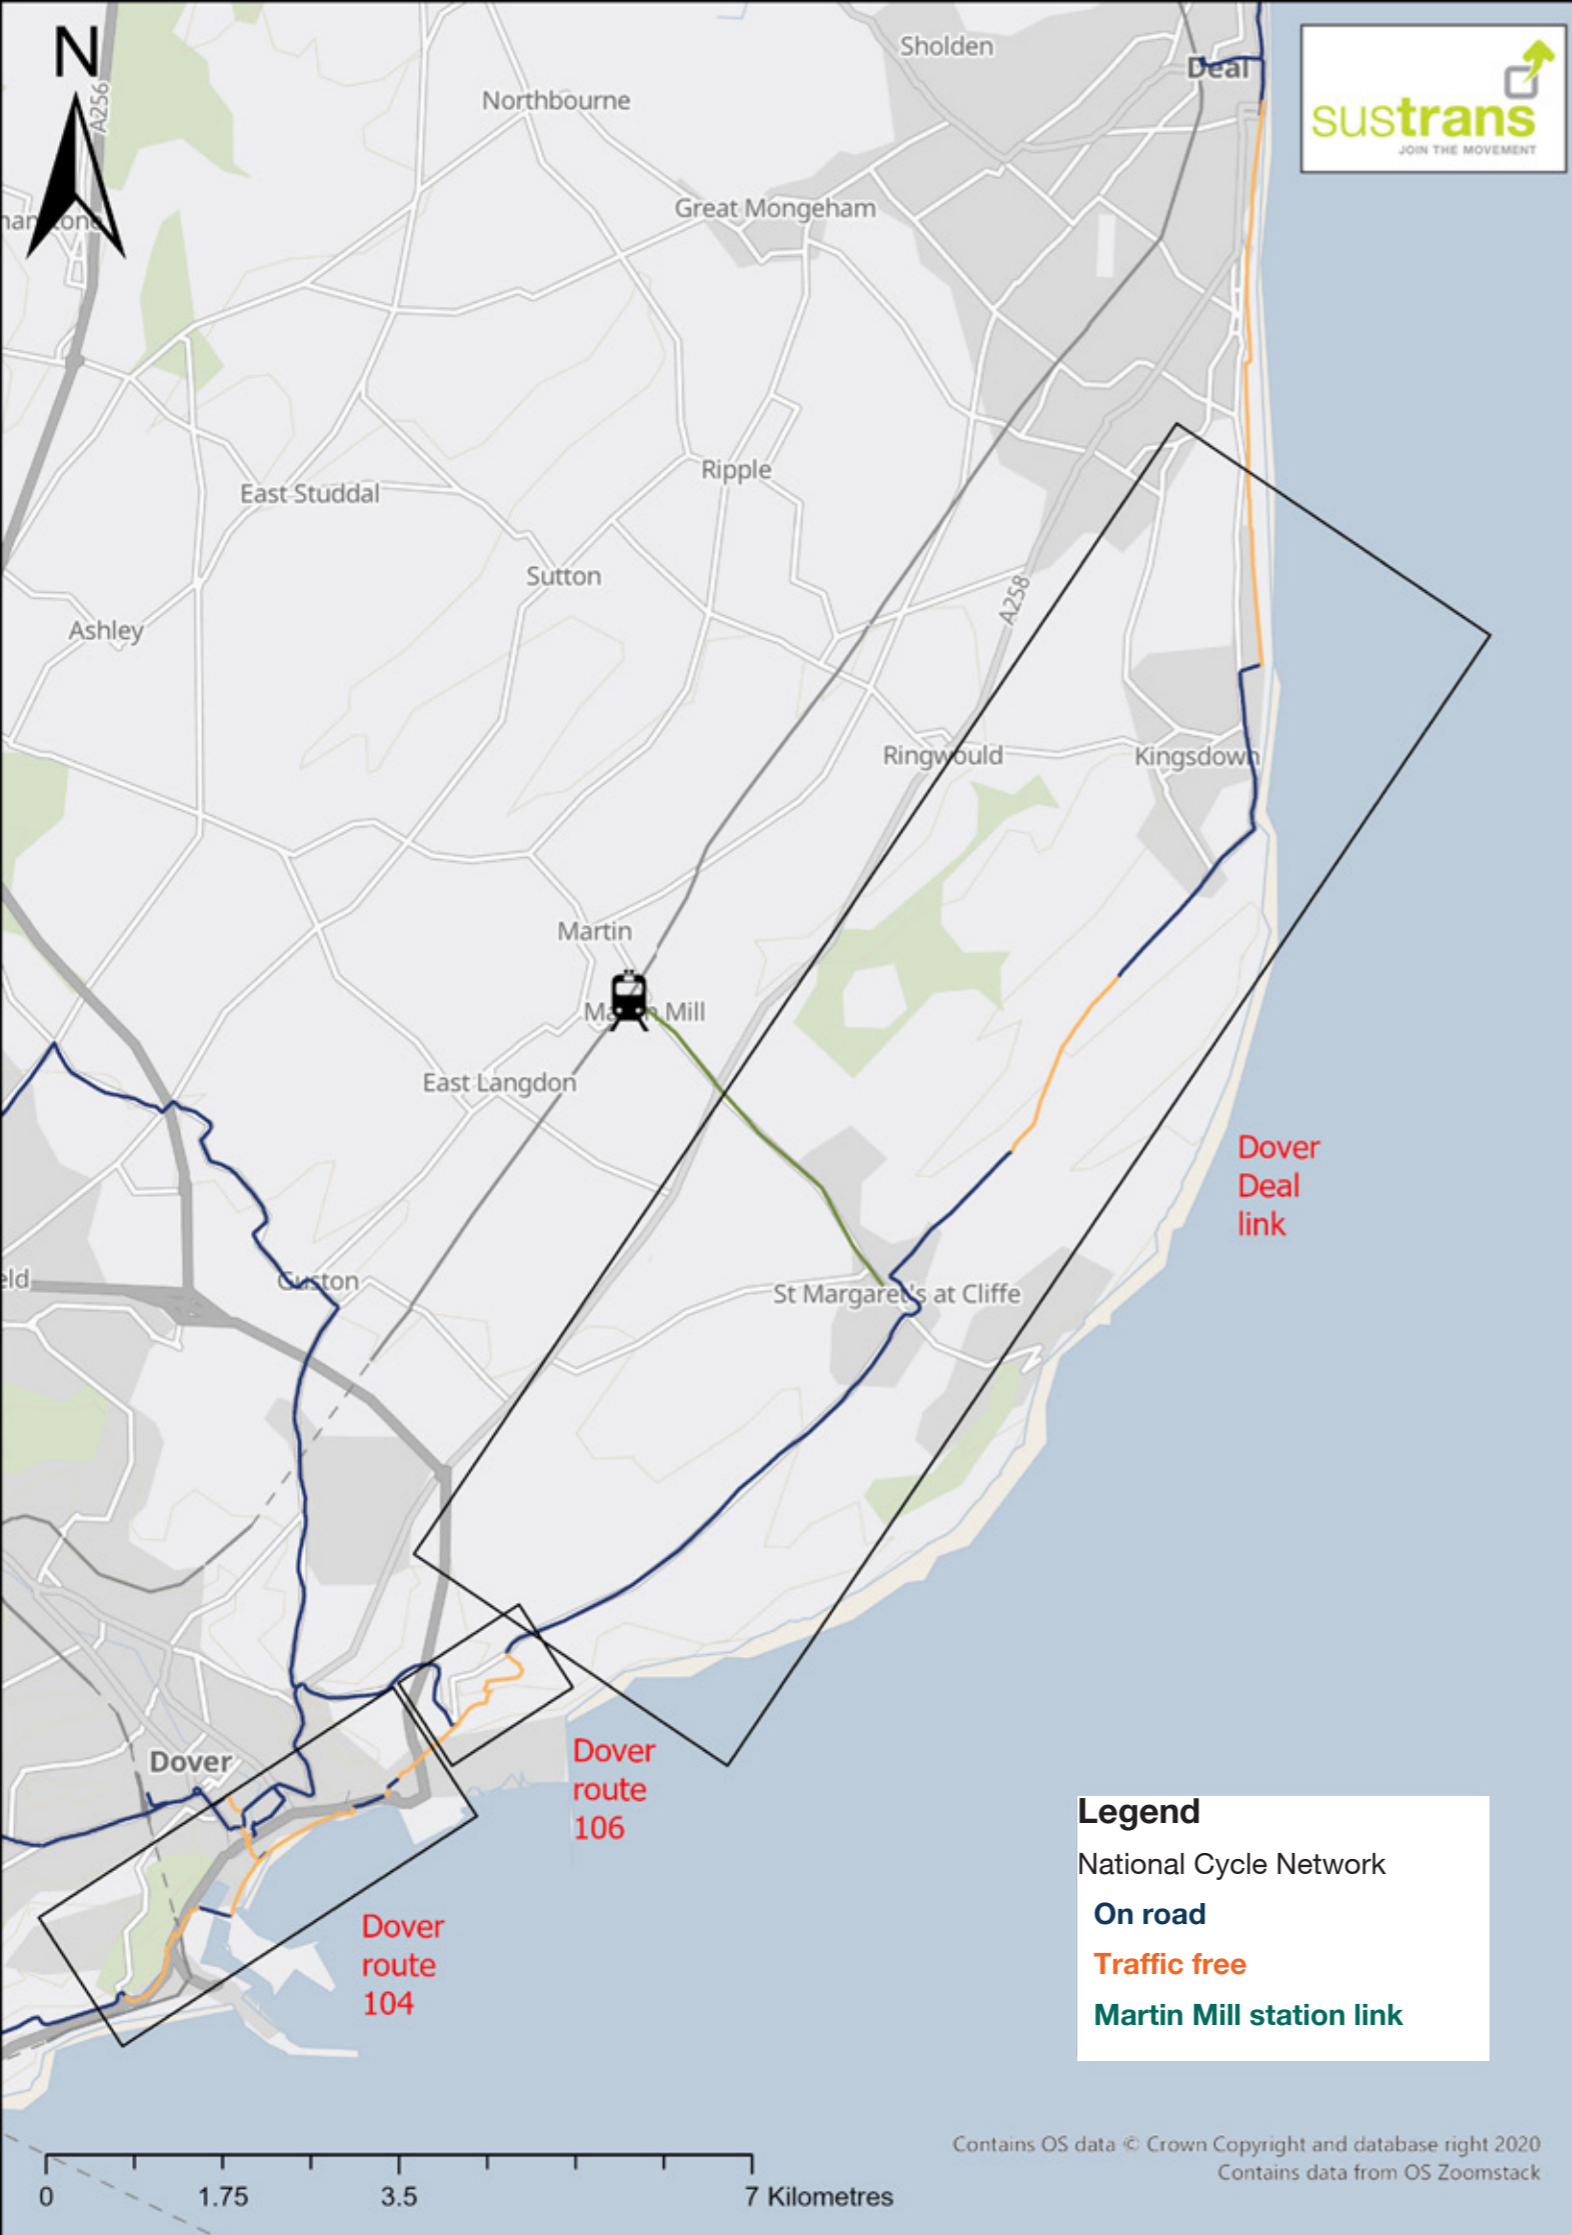 N
A256
Sholden
Deal
sustrans
JOIN THE MOVEMENT
Northbourne
Great Mongeham
Ripple
East Studdal
Sutton
A258
Ashley
Ringwould
Kingsdown
Martin
Mill
East Langdon
Dover
Deal
link
Guston
St Margaret's at Cliffe
Dover
Dover
route
106
Dover
route
104
Legend
National Cycle Network
On road
Traffic free
Martin Mill station link
Contains OS data © Crown Copyright and database right 2020
Contains data from OS Zoomstack
0 1.75 3.5 7 Kilometres